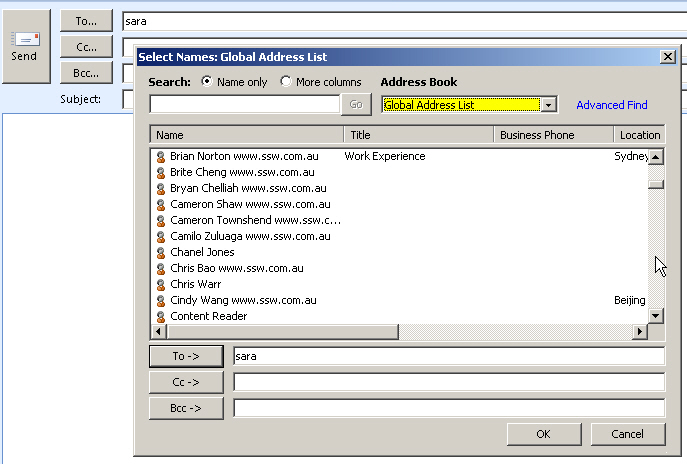 To...
sara
Send
Cc...
Bcc...
Subject:
Select Names: Global Address List
Search: Name only More columns Address Book
Go Global Address List Advanced Find
Name Title Business Phone Location
Brian Norton www.ssw.com.au Work Experience Sydney
Brite Cheng www.ssw.com.au
Bryan Chelliah www.ssw.com.au
Cameron Shaw www.ssw.com.au
Cameron Townshend www.ssw.c...
Camilo Zuluaga www.ssw.com.au
Chanel Jones
Chris Bao www.ssw.com.au
Chris Warr
Cindy Wang www.ssw.com.au Beijing
Content Reader
To -> sara
Cc ->
Bcc ->
OK Cancel